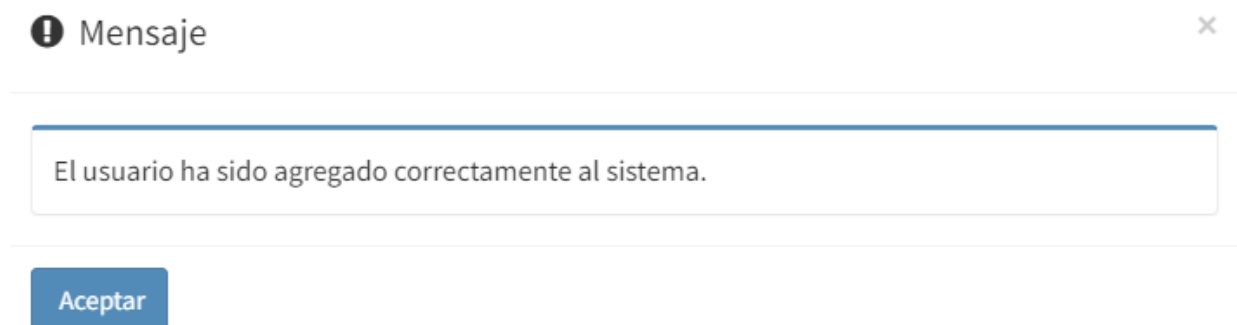 Mensaje
El usuario ha sido agregado correctamente al sistema.
Aceptar